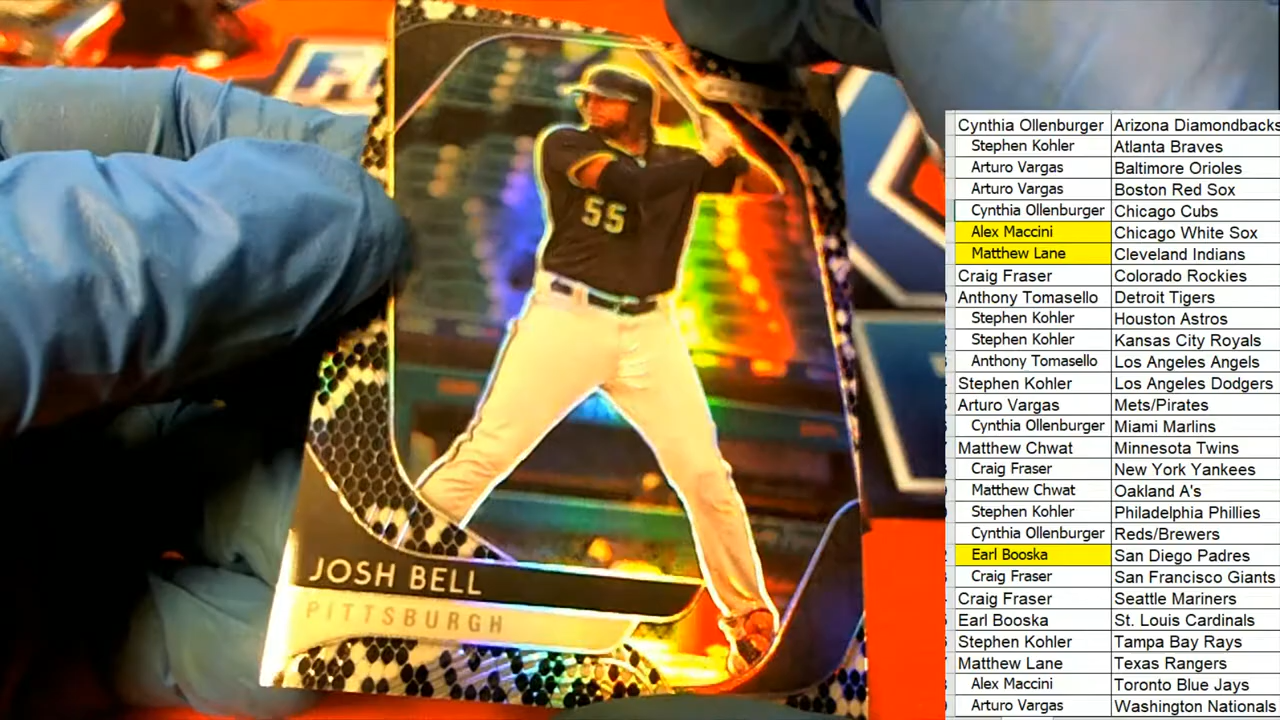 55
JOSH BELL
PITTSBURGH
Cynthia Ollenburger Arizona Diamondbacks
Stephen Kohler Atlanta Braves
Arturo Vargas Baltimore Orioles
Arturo Vargas Boston Red Sox
Cynthia Ollenburger Chicago Cubs
Alex Maccini Chicago White Sox
Matthew Lane Cleveland Indians
Craig Fraser Colorado Rockies
Anthony Tomasello Detroit Tigers
Stephen Kohler Houston Astros
Stephen Kohler Kansas City Royals
Anthony Tomasello Los Angeles Angels
Stephen Kohler Los Angeles Dodgers
Arturo Vargas Mets/Pirates
Cynthia Ollenburger Miami Marlins
Matthew Chwat Minnesota Twins
Craig Fraser New York Yankees
Matthew Chwat Oakland A's
Stephen Kohler Philadelphia Phillies
Cynthia Ollenburger Reds/Brewers
Earl Booska San Diego Padres
Craig Fraser San Francisco Giants
Craig Fraser Seattle Mariners
Earl Booska St. Louis Cardinals
Stephen Kohler Tampa Bay Rays
Matthew Lane Texas Rangers
Alex Maccini Toronto Blue Jays
Arturo Vargas Washington Nationals